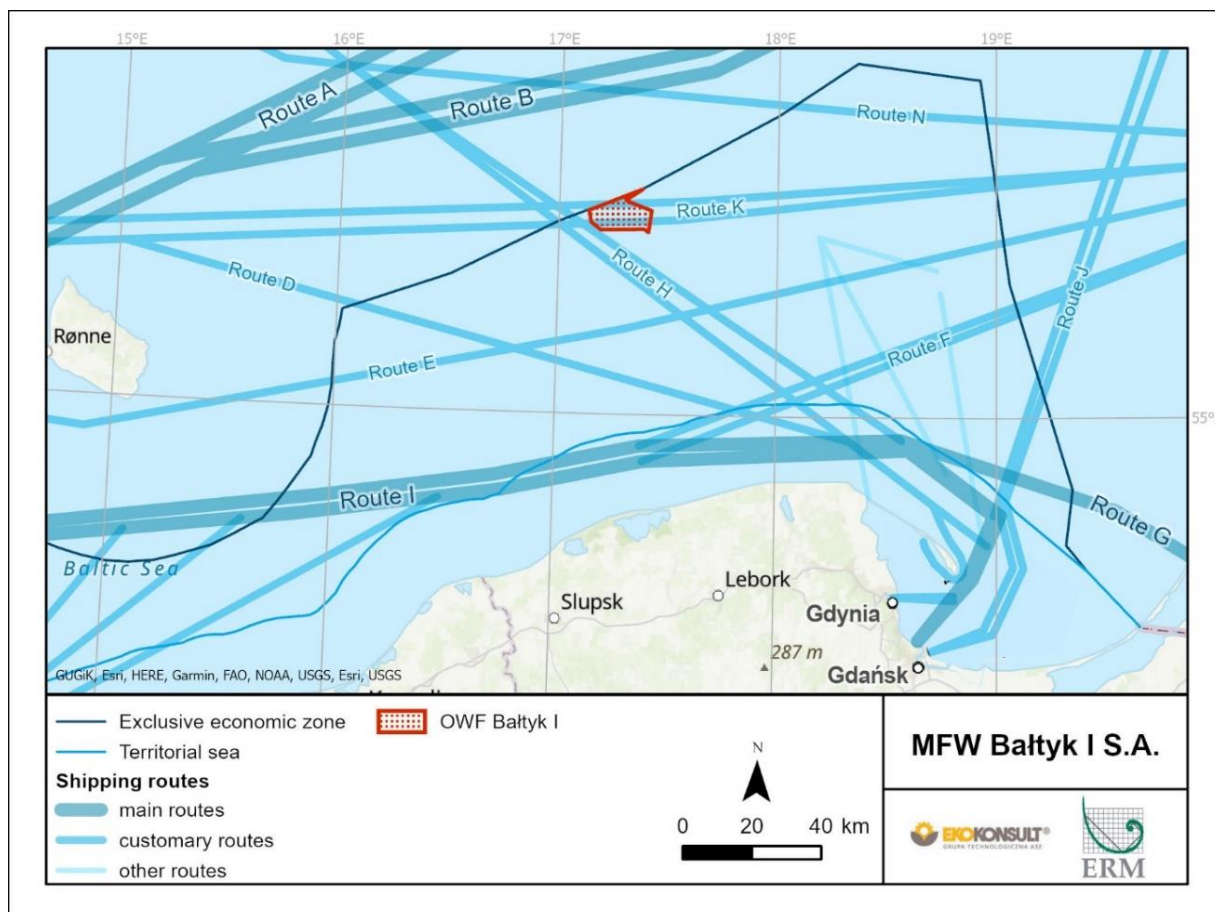 15°E
16°E
17°E
18°E
19°E
Route A
Route B
Route N
Route K
Route D
Route H
Route J
Rønne
Route E
Route F
55°
Route I
Route G
Baltic Sea
Lebork
Slupsk
Gdynia
287 m
Gdańsk
GUGiK, Esri, HERE, Garmin, FAO, NOAA, USGS, Esri, USGS
Exclusive economic zone
OWF Bałtyk I
Territorial sea
Shipping routes
main routes
customary routes
other routes
N
0 20 40 km
MFW Bałtyk I S.A.
EKOKONSULT®
GRUPA TECHNOLOGICZNA ASE
ERM